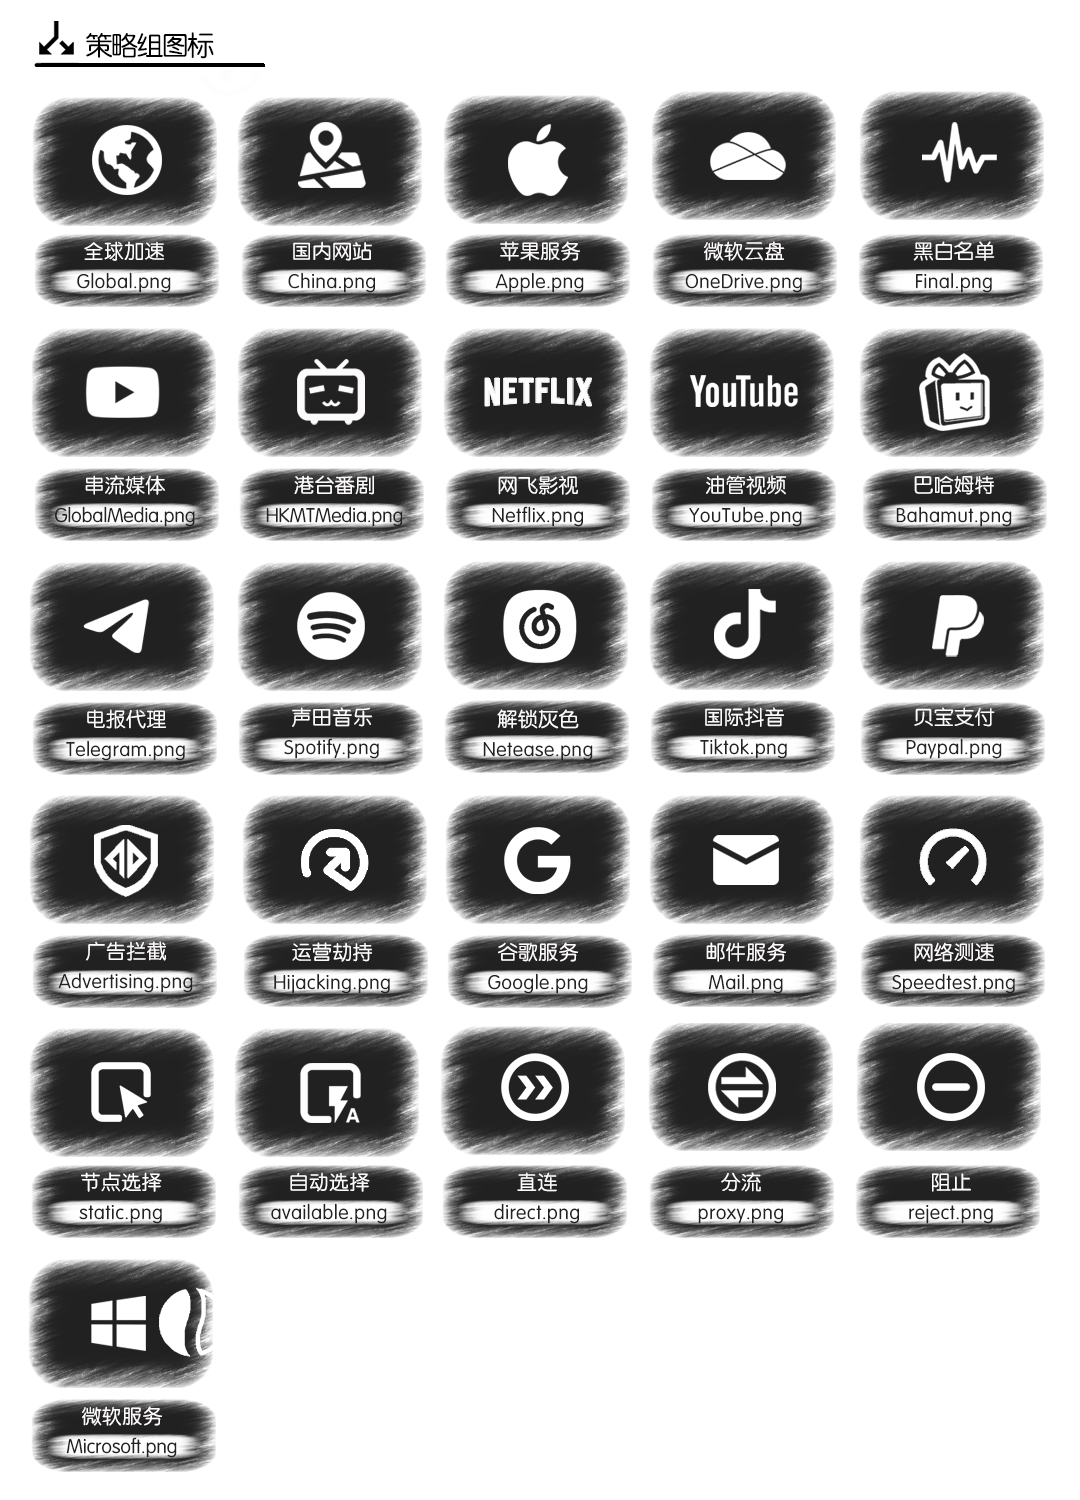 策略组图标
全球加速
Global.png
国内网站
China.png
苹果服务
Apple.png
微软云盘
OneDrive.png
黑白名单
Final.png
NETFLIX
YouTube
串流媒体
GlobalMedia.png
港台番剧
HKMTMedia.png
网飞影视
Netflix.png
油管视频
YouTube.png
巴哈姆特
Bahamut.png
电报代理
Telegram.png
声田音乐
Spotify.png
解锁灰色
Netease.png
国际抖音
Tiktok.png
贝宝支付
Paypal.png
广告拦截
Advertising.png
运营劫持
Hijacking.png
谷歌服务
Google.png
邮件服务
Mail.png
网络测速
Speedtest.png
A
节点选择
static.png
自动选择
available.png
直连
direct.png
分流
proxy.png
阻止
reject.png
微软服务
Microsoft.png